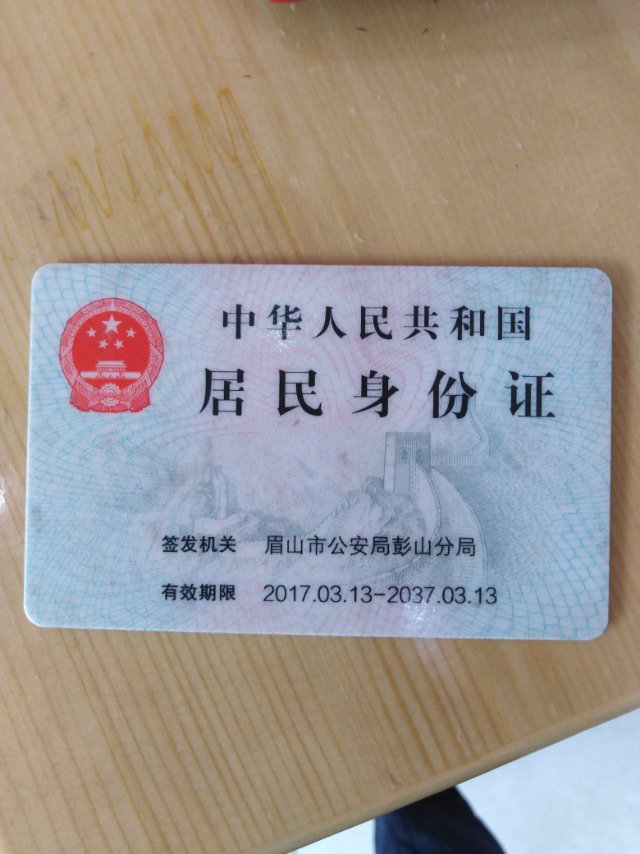 中华人民共和国
居民身份证
签发机关 眉山市公安局彭山分局
有效期限 2017.03.13-2037.03.13